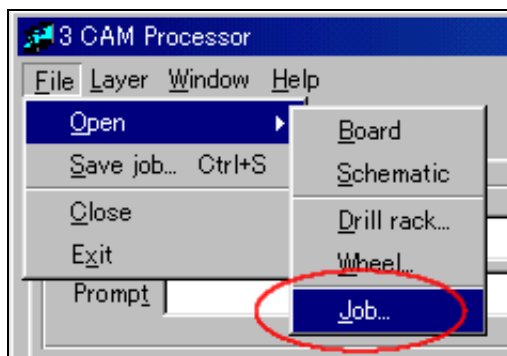 3 CAM Processor
File Layer Window Help
Open
Save job... Ctrl+S
Close
Exit
Board
Schematic
Drill rack...
Wheel...
Job...
Prompt